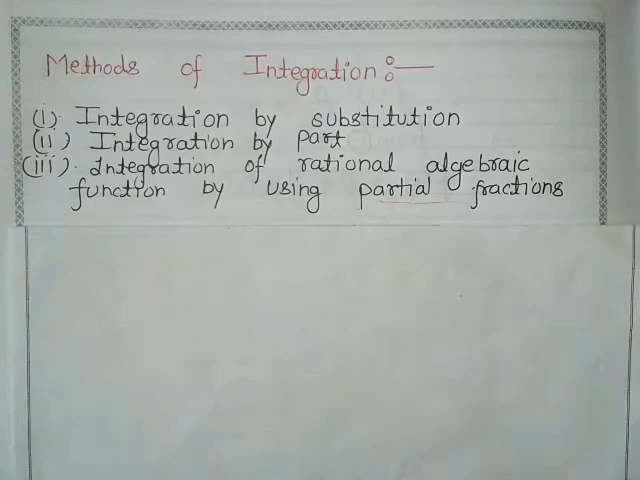 Methods of Integration :—
(i). Integration by substitution
(ii) Integration by part
(iii). Integration of rational algebraic
function by using partial fractions